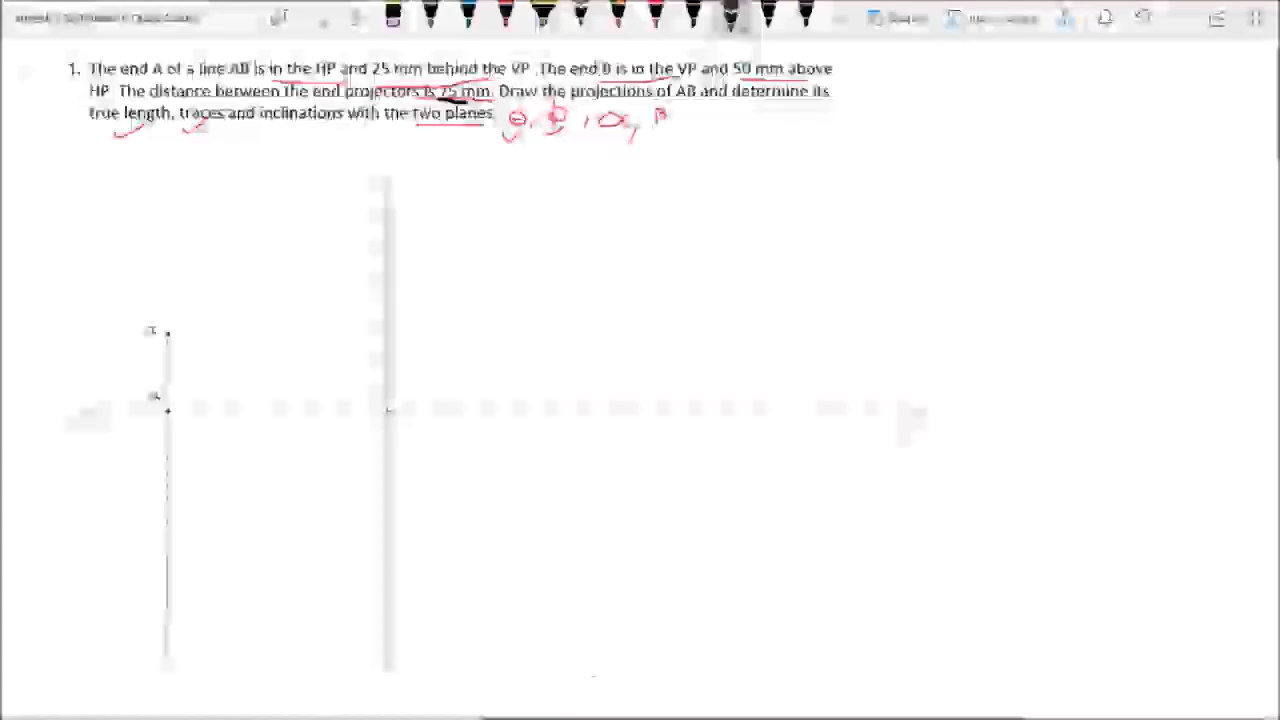 1. The end A of a line AB is in the HP and 25 mm behind the VP. The end B is in the VP and 50 mm above
HP. The distance between the end projectors is 75 mm. Draw the projections of AB and determine its
true length, traces and inclinations with the two planes
θ, φ, α, β